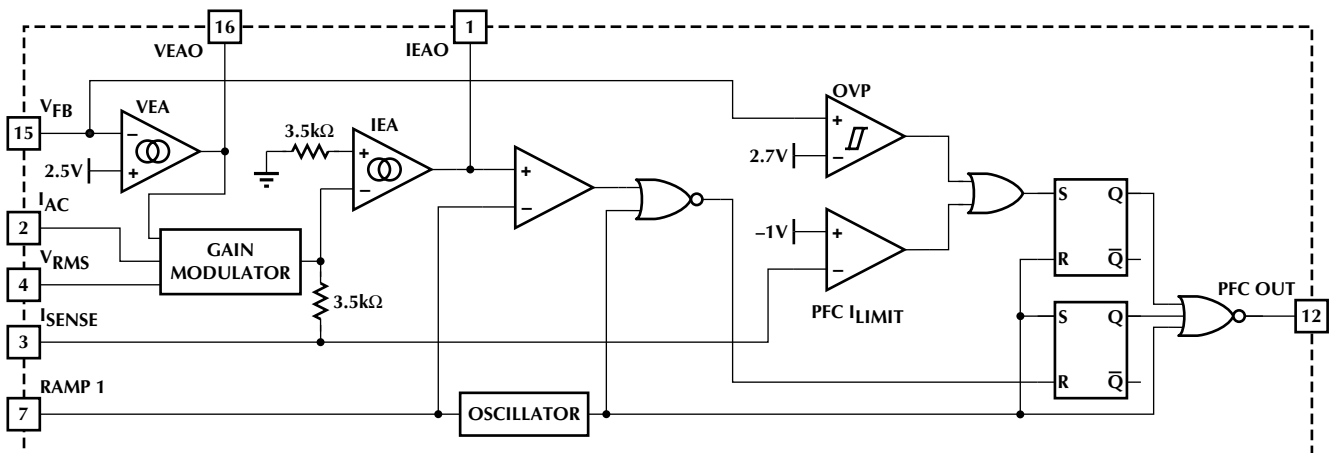 16
1
VEAO
IEAO
VFB
VEA
OVP
15
−
+
2.5V
3.5kΩ
IEA
+
−
+
−
2.7V
+
−
IAC
2
GAIN
MODULATOR
VRMS
4
3.5kΩ
−1V
+
−
PFC ILIMIT
S
Q
R
Q̅
PFC OUT
12
S
Q
R
Q̅
ISENSE
3
RAMP 1
7
OSCILLATOR